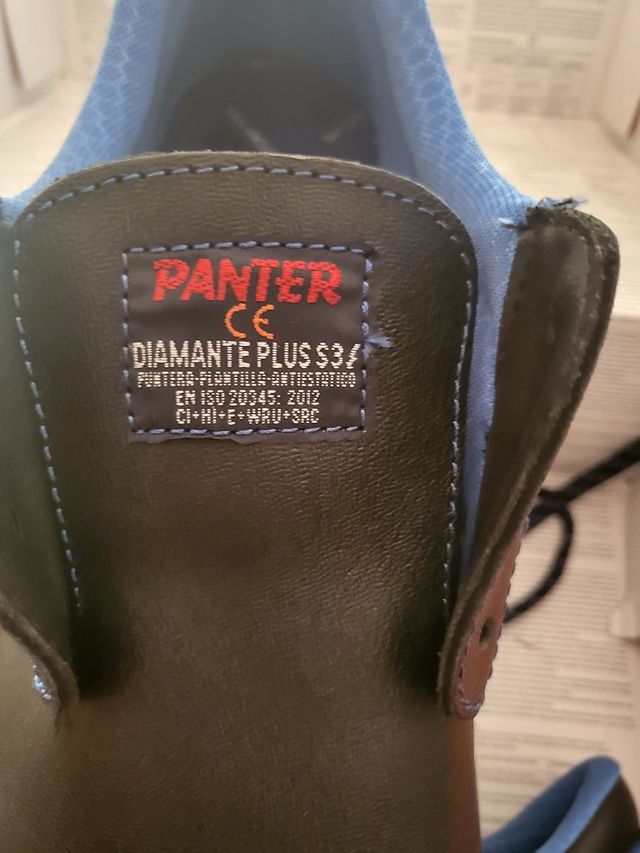 PANTER
CE
DIAMANTE PLUS S3/
PUNTERA-PLANTILLA-ANTIESTATICO
EN ISO 20345: 2012
CI+HI+E+WRU+SRC